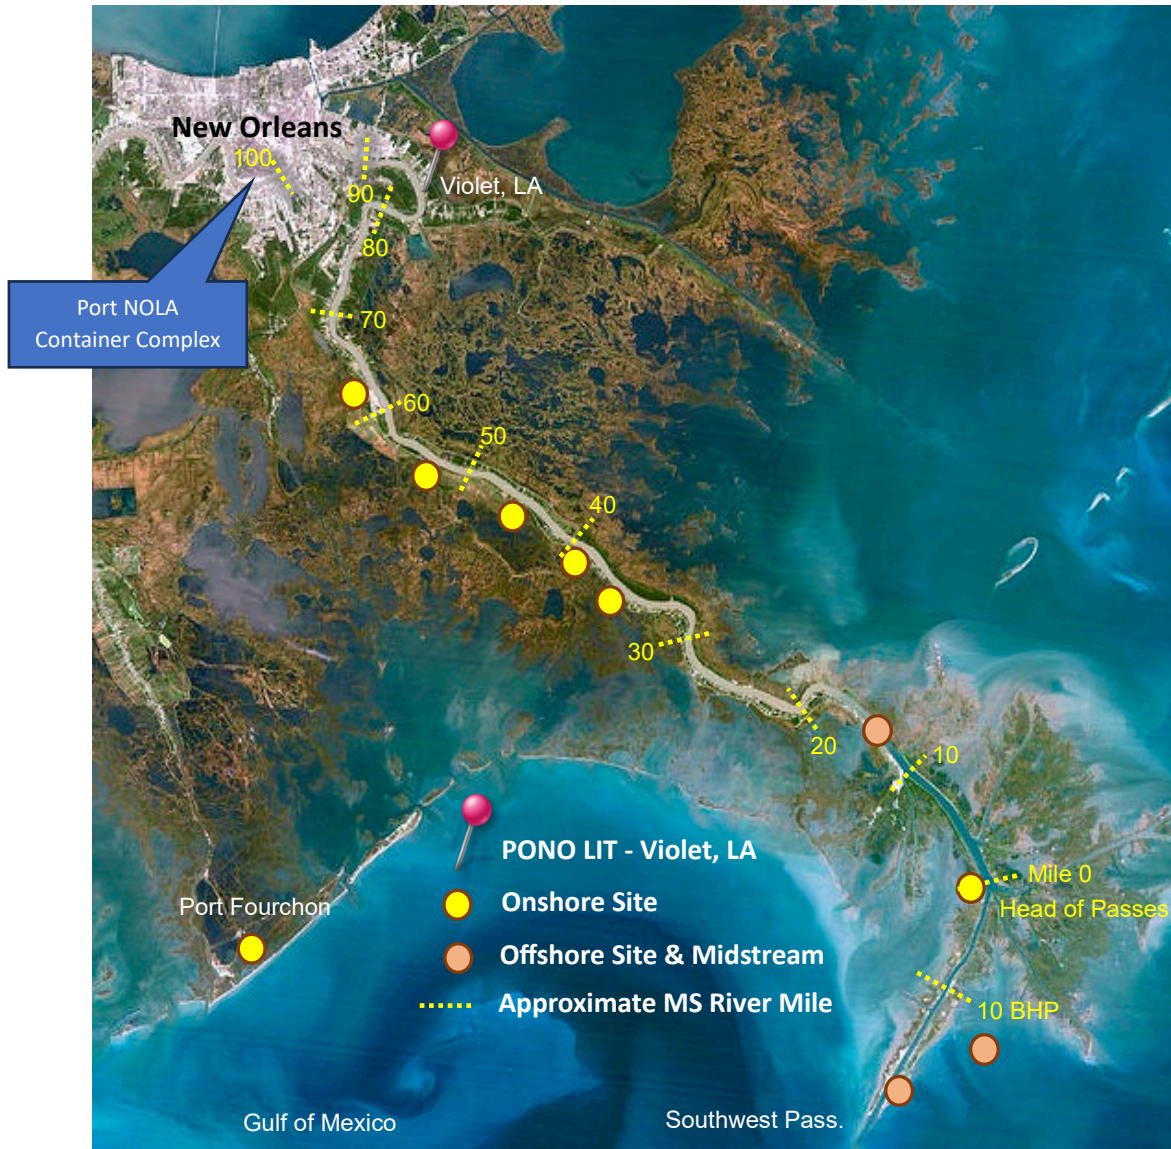 New Orleans
100
90
Violet, LA
80
Port NOLA
Container Complex
70
60
50
40
30
20
10
PONO LIT - Violet, LA
Mile 0
Head of Passes
Port Fourchon
Onshore Site
Offshore Site & Midstream
Approximate MS River Mile
10 BHP
Gulf of Mexico
Southwest Pass.